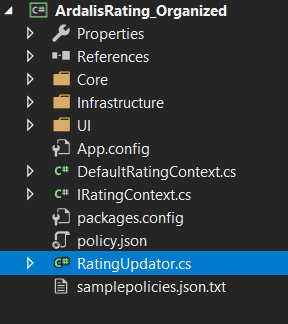 C# ArdalisRating_Organized
Properties
References
Core
Infrastructure
UI
App.config
C# DefaultRatingContext.cs
C# IRatingContext.cs
packages.config
policy.json
C# RatingUpdator.cs
samplepolicies.json.txt